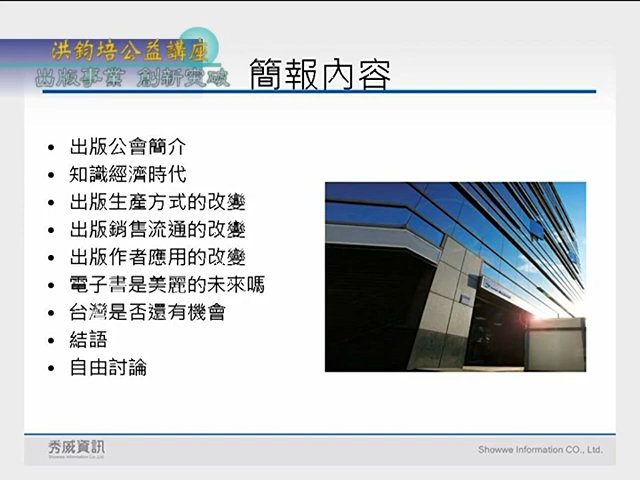 洪鈞培公益講座
出版事業 創新突破
簡報內容
• 出版公會簡介
• 知識經濟時代
• 出版生產方式的改變
• 出版銷售流通的改變
• 出版作者應用的改變
• 電子書是美麗的未來嗎
• 台灣是否還有機會
• 結語
• 自由討論
秀威資訊
Showwe Information Co., Ltd.
Showwe Information CO., Ltd.